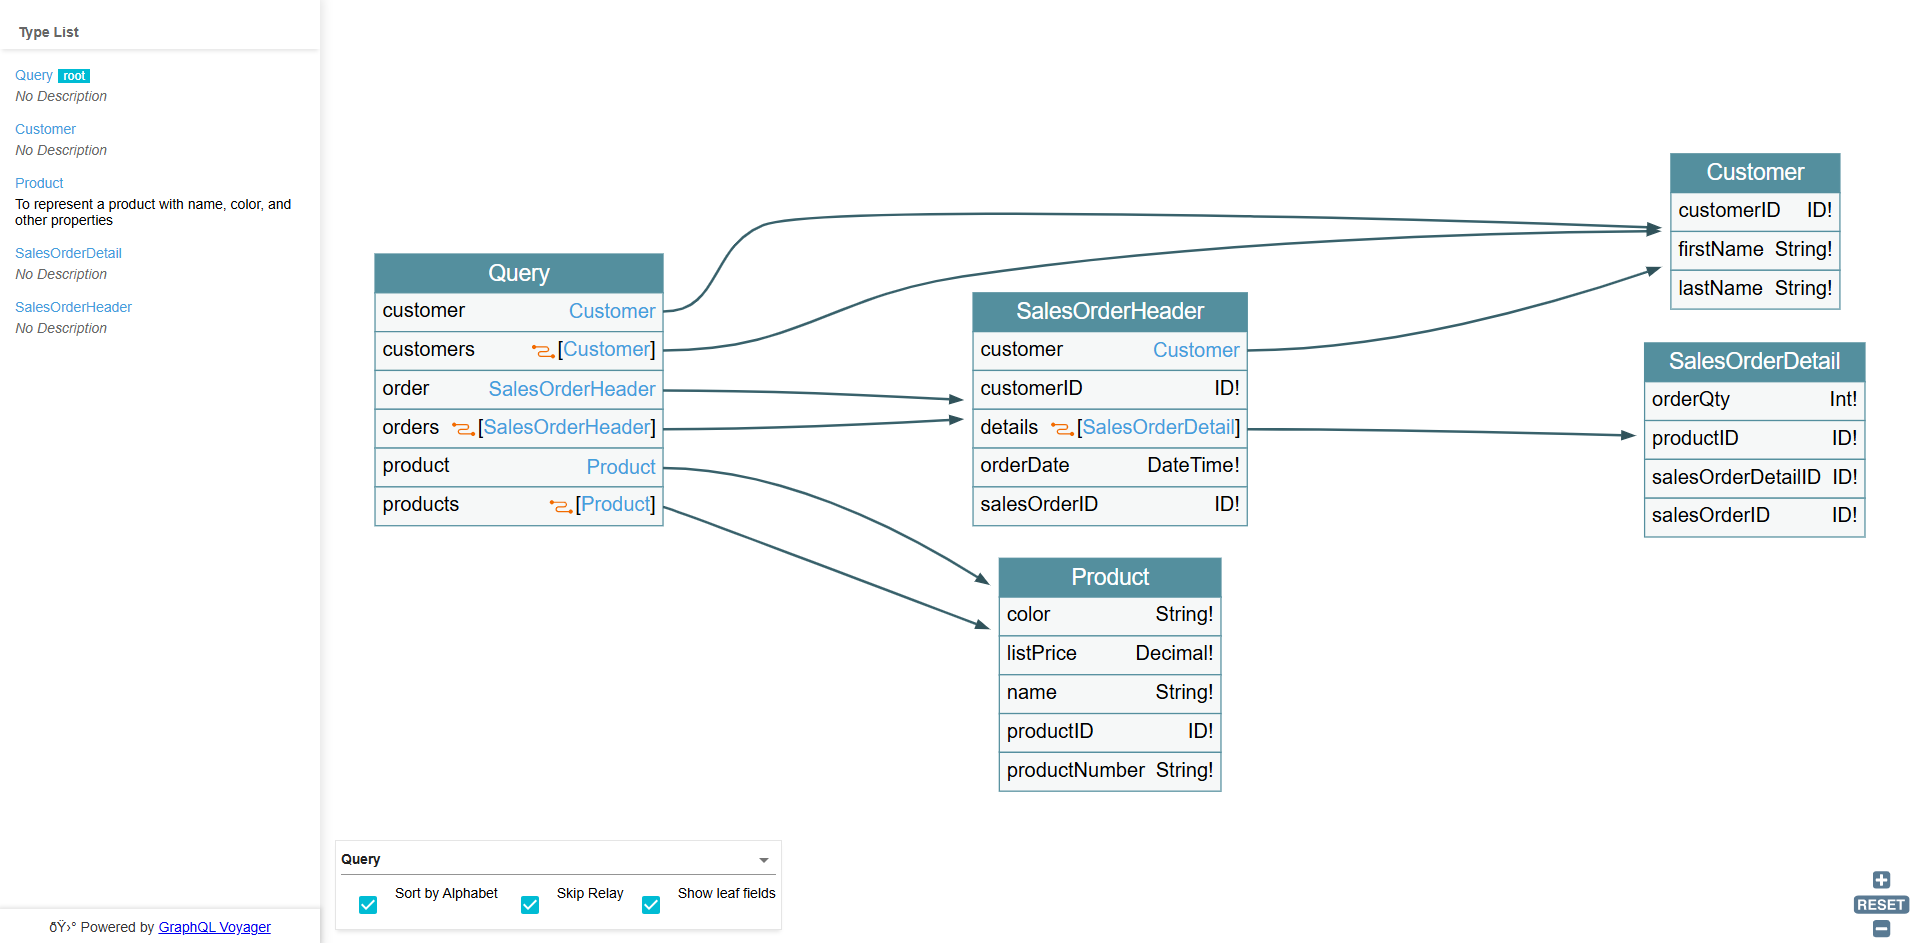 Type List
Query root
No Description
Customer
No Description
Product
To represent a product with name, color, and
other properties
SalesOrderDetail
No Description
SalesOrderHeader
No Description
ðŸ›° Powered by GraphQL Voyager
Query
customer Customer
customers [Customer]
order SalesOrderHeader
orders [SalesOrderHeader]
product Product
products [Product]
SalesOrderHeader
customer Customer
customerID ID!
details [SalesOrderDetail]
orderDate DateTime!
salesOrderID ID!
Product
color String!
listPrice Decimal!
name String!
productID ID!
productNumber String!
Customer
customerID ID!
firstName String!
lastName String!
SalesOrderDetail
orderQty Int!
productID ID!
salesOrderDetailID ID!
salesOrderID ID!
Query
Sort by Alphabet Skip Relay Show leaf fields
RESET